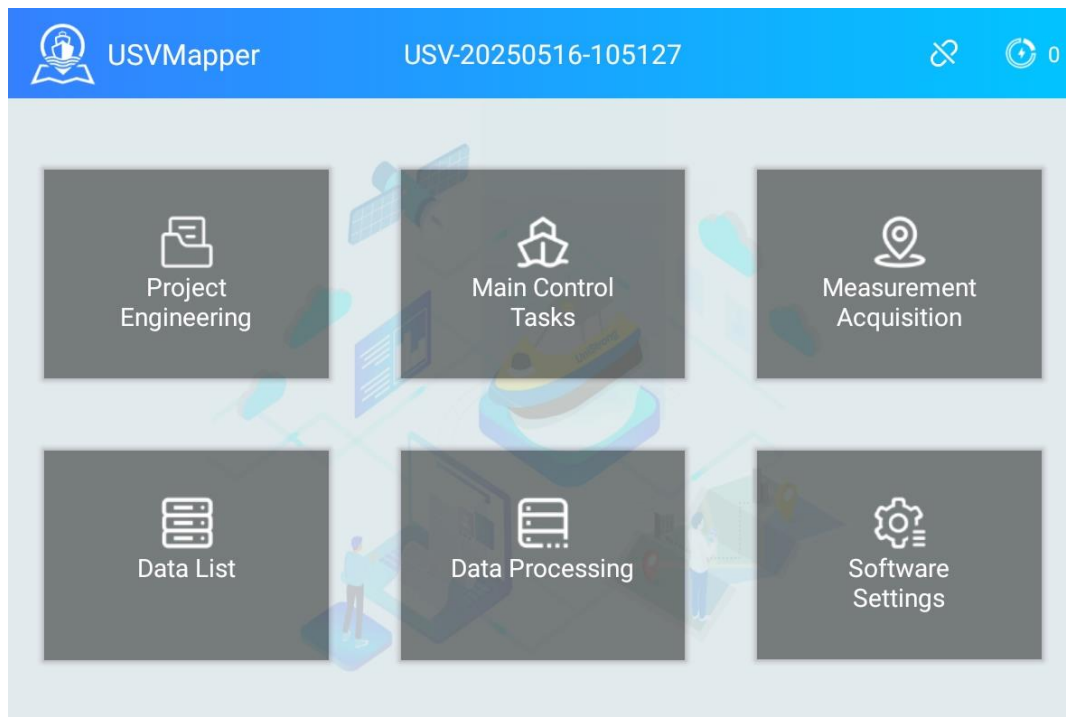 USVMapper
USV-20250516-105127
0
Project
Engineering
Main Control
Tasks
Measurement
Acquisition
Data List
Data Processing
Software
Settings